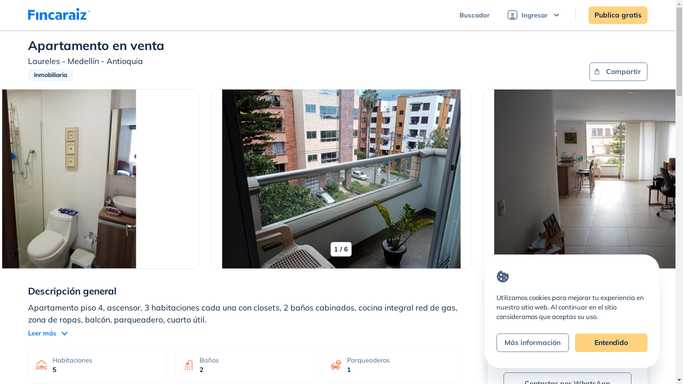 Fincaraiz
Buscador
Ingresar
Publica gratis
Apartamento en venta
Laureles - Medellín - Antioquia
Inmobiliaria
Compartir
1 / 6
Descripción general
Apartamento piso 4, ascensor, 3 habitaciones cada una con closets, 2 baños cabinados, cocina integral red de gas,
zona de ropas, balcón, parqueadero, cuarto útil.
Leer más
Habitaciones
5
Baños
2
Parqueaderos
1
Utilizamos cookies para mejorar tu experiencia en
nuestro sitio web. Al continuar en el sitio
consideramos que aceptas su uso.
Más información
Entendido
Contactar por WhatsApp